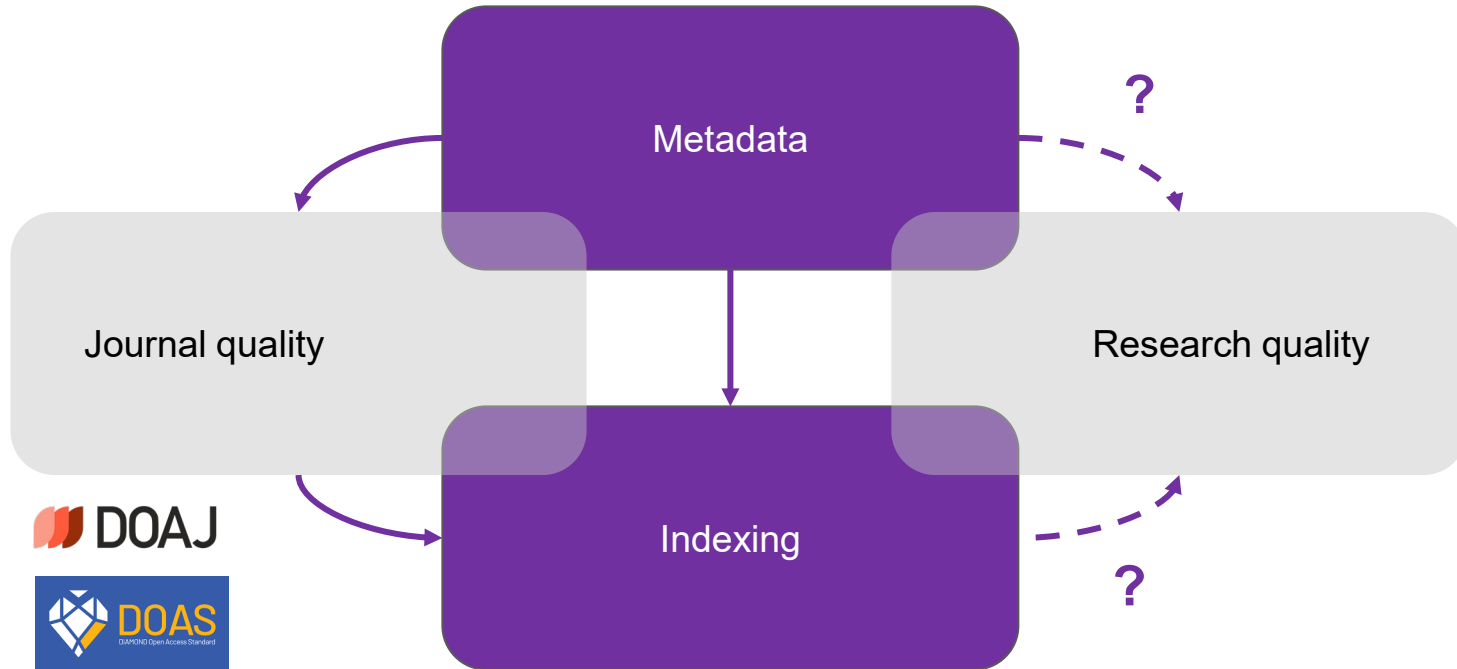 Metadata
?
Journal quality
Research quality
DOAJ
Indexing
?
DOAS
DIAMOND Open Access Standard